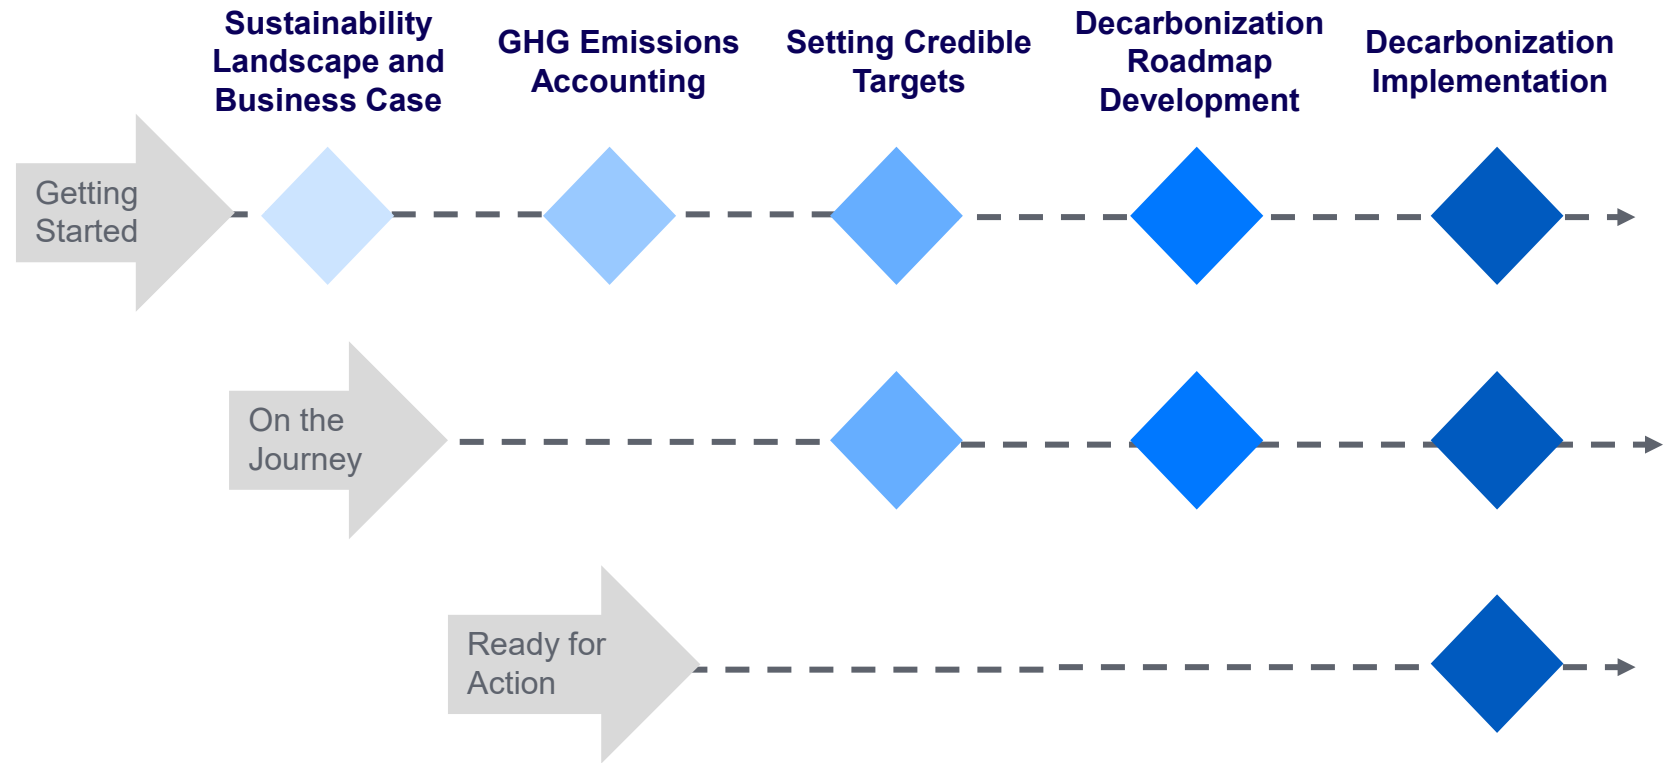 Sustainability
Landscape and
Business Case
GHG Emissions
Accounting
Setting Credible
Targets
Decarbonization
Roadmap
Development
Decarbonization
Implementation
Getting
Started
On the
Journey
Ready for
Action